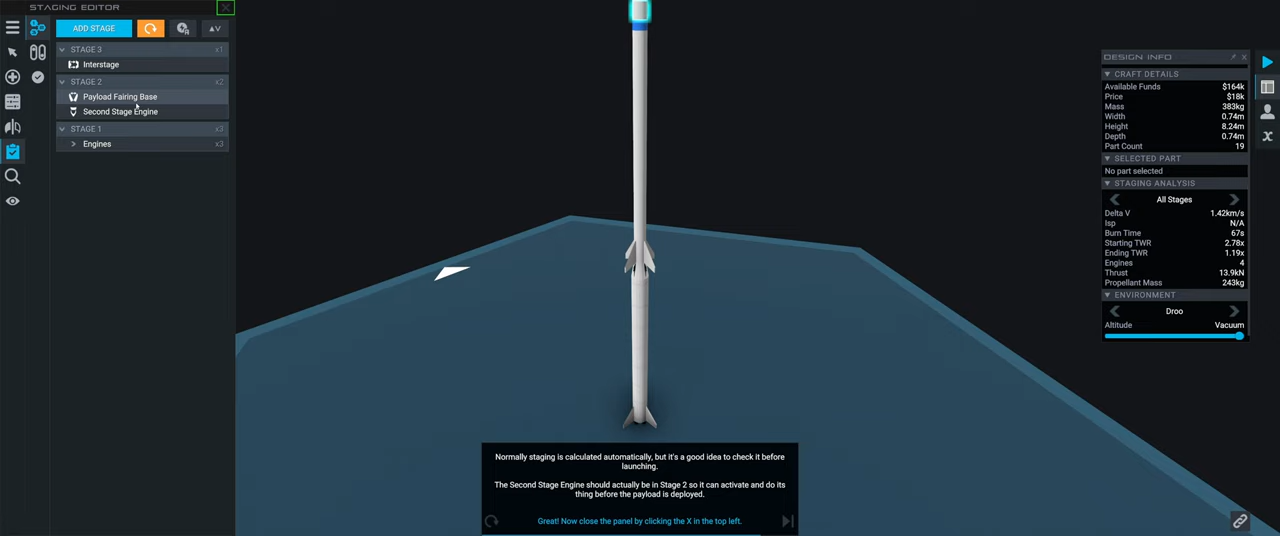 STAGING EDITOR
X
ADD STAGE
STAGE 3 x1
Interstage
STAGE 2 x2
Payload Fairing Base
Second Stage Engine
STAGE 1 x3
Engines x3
DESIGN INFO
CRAFT DETAILS
Available Funds $164k
Price $18k
Mass 383kg
Width 0.74m
Height 8.24m
Depth 0.74m
Part Count 19
SELECTED PART
No part selected
STAGING ANALYSIS
All Stages
Delta V 1.42km/s
Isp N/A
Burn Time 67s
Starting TWR 2.78x
Ending TWR 1.19x
Engines 4
Thrust 13.9kN
Propellant Mass 243kg
ENVIRONMENT
Droo
Altitude Vacuum
Normally staging is calculated automatically, but it's a good idea to check it before
launching.
The Second Stage Engine should actually be in Stage 2 so it can activate and do its
thing before the payload is deployed.
Great! Now close the panel by clicking the X in the top left.